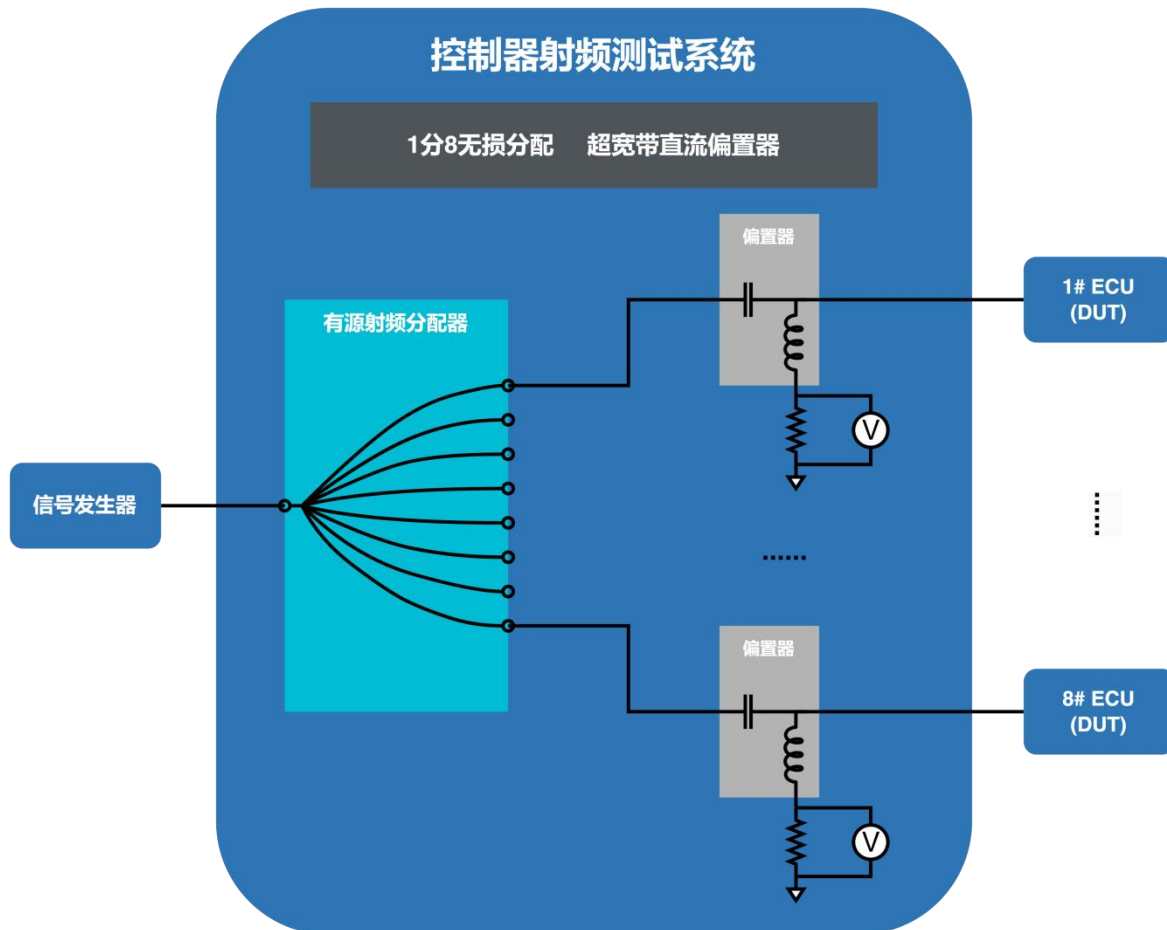 控制器射频测试系统
1分8无损分配 超宽带直流偏置器
偏置器
1# ECU
(DUT)
有源射频分配器
V
信号发生器
......
偏置器
8# ECU
(DUT)
V